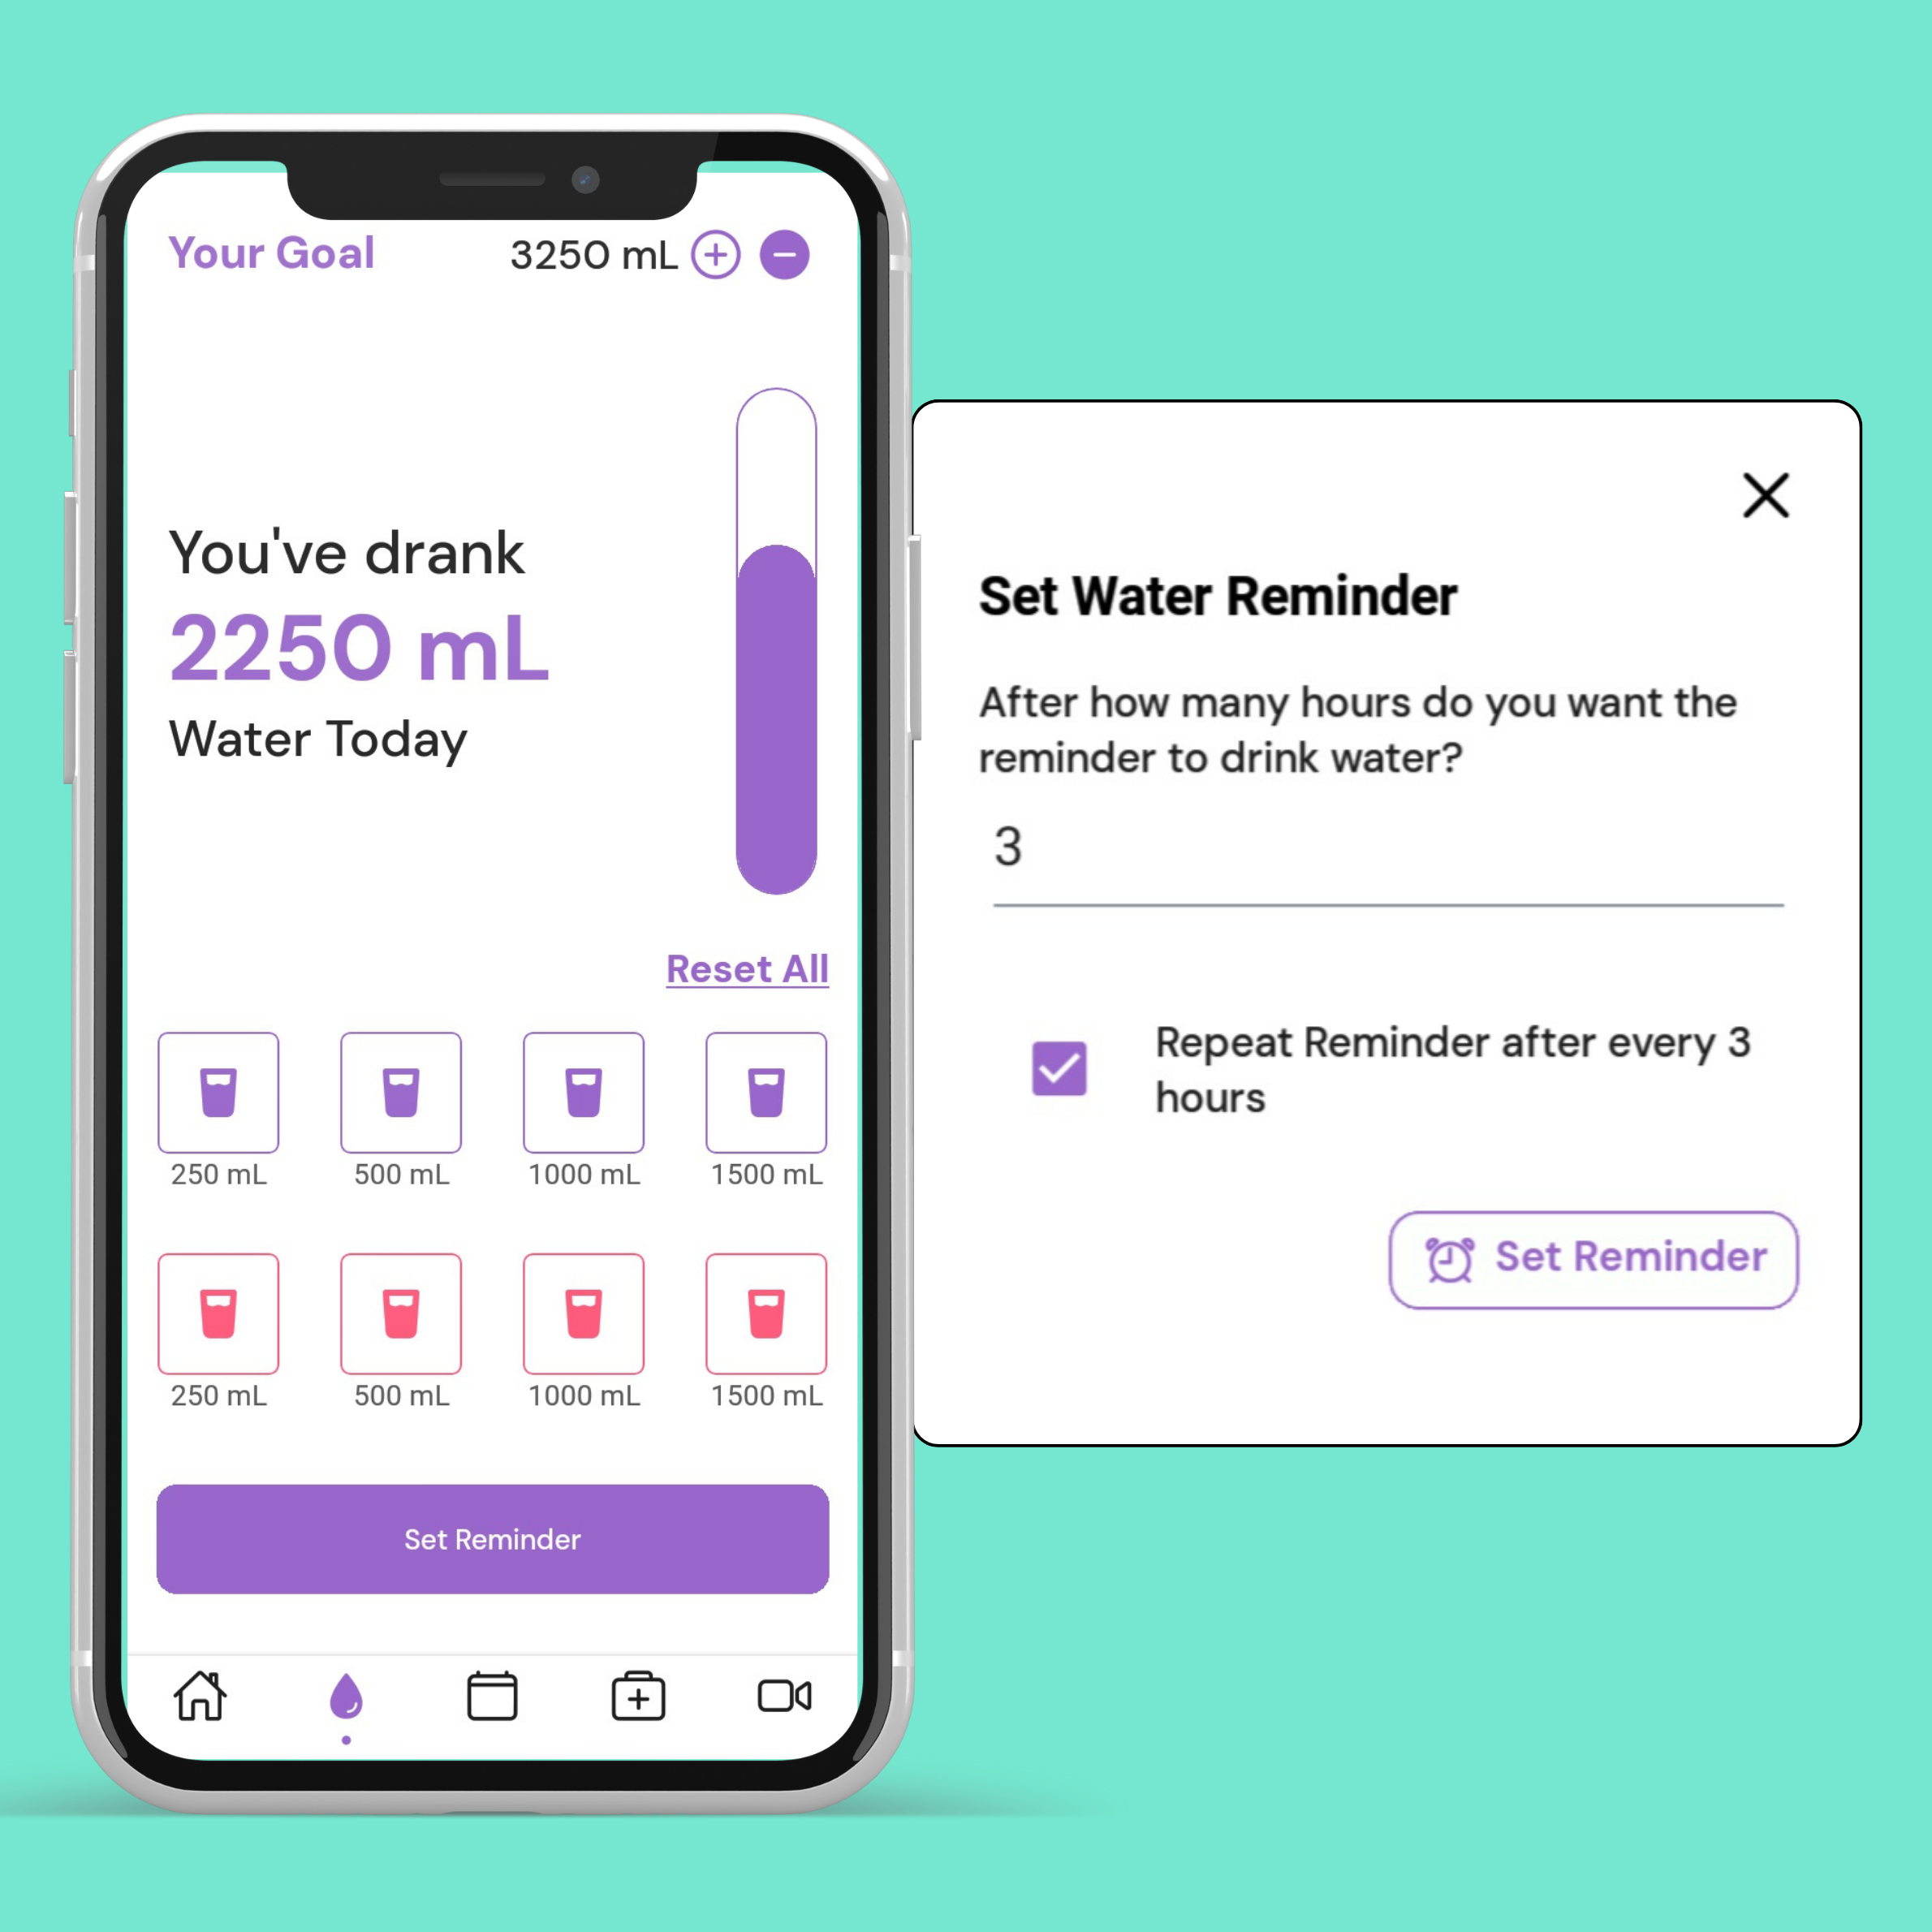 Your Goal 3250 mL
You've drank
2250 mL
Water Today
Reset All
250 mL 500 mL 1000 mL 1500 mL
250 mL 500 mL 1000 mL 1500 mL
Set Reminder
Set Water Reminder
After how many hours do you want the
reminder to drink water?
3
Repeat Reminder after every 3
hours
Set Reminder